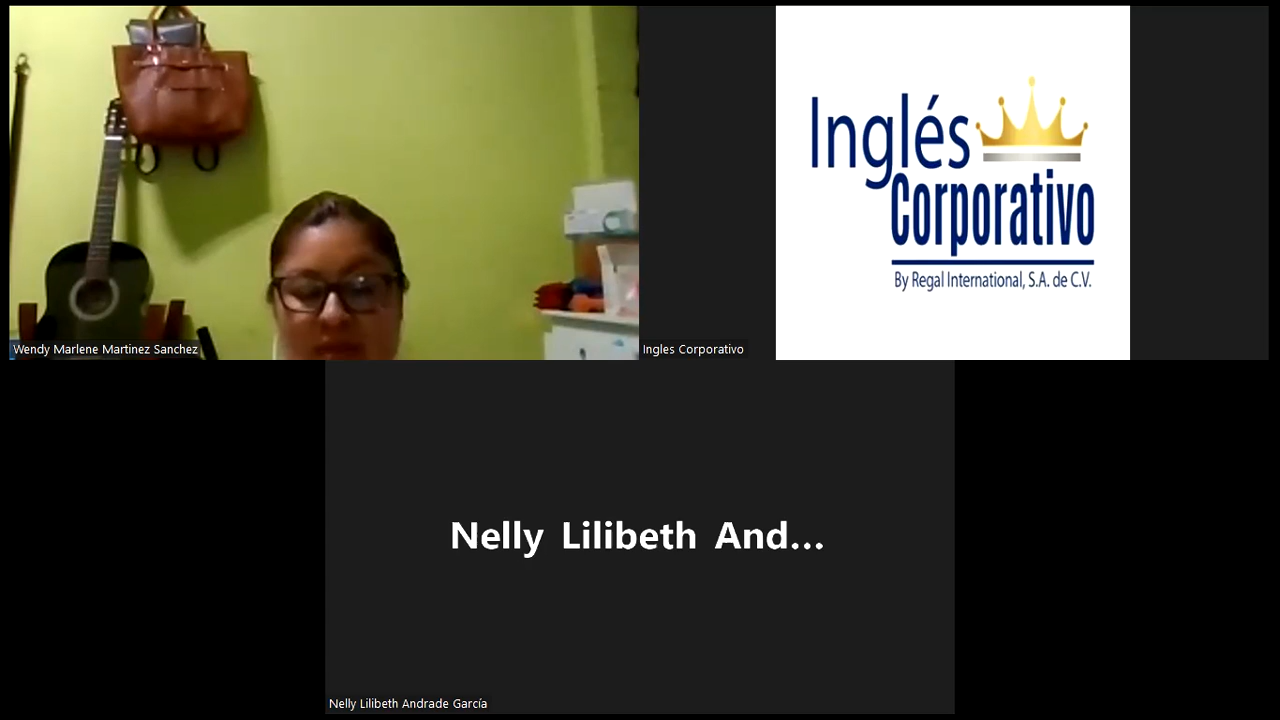 Inglés
Corporativo
By Regal International, S.A. de C.V.
Wendy Marlene Martinez Sanchez
Ingles Corporativo
Nelly Lilibeth And...
Nelly Lilibeth Andrade García